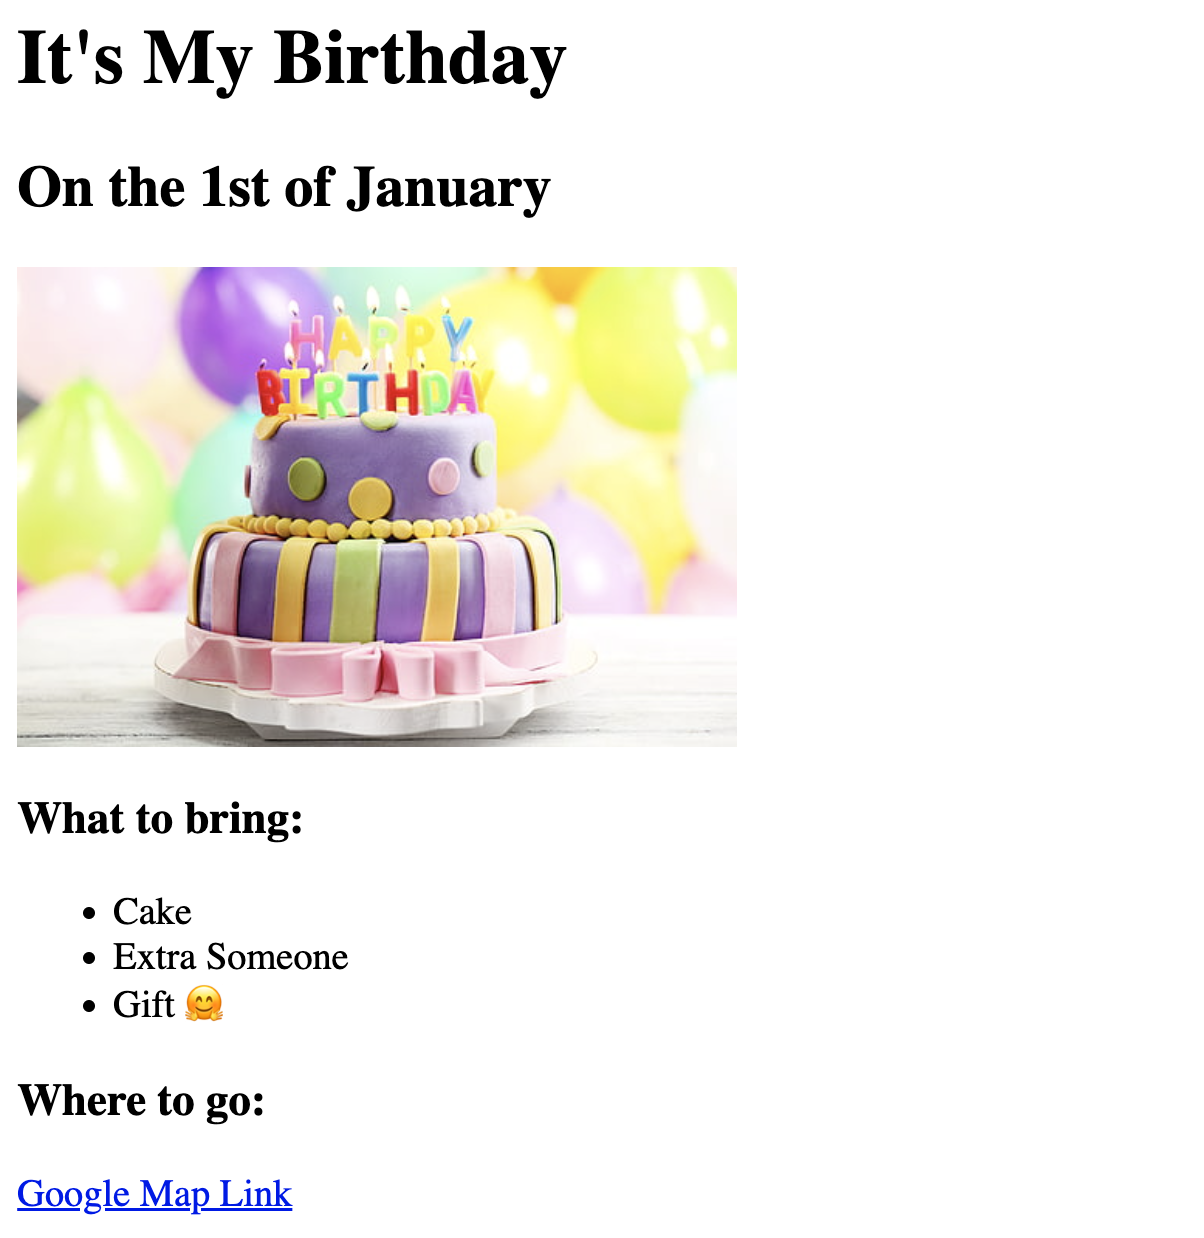 It's My Birthday
On the 1st of January
HAPPY
BIRTHDAY
What to bring:
Cake
Extra Someone
Gift 🤗
Where to go:
Google Map Link